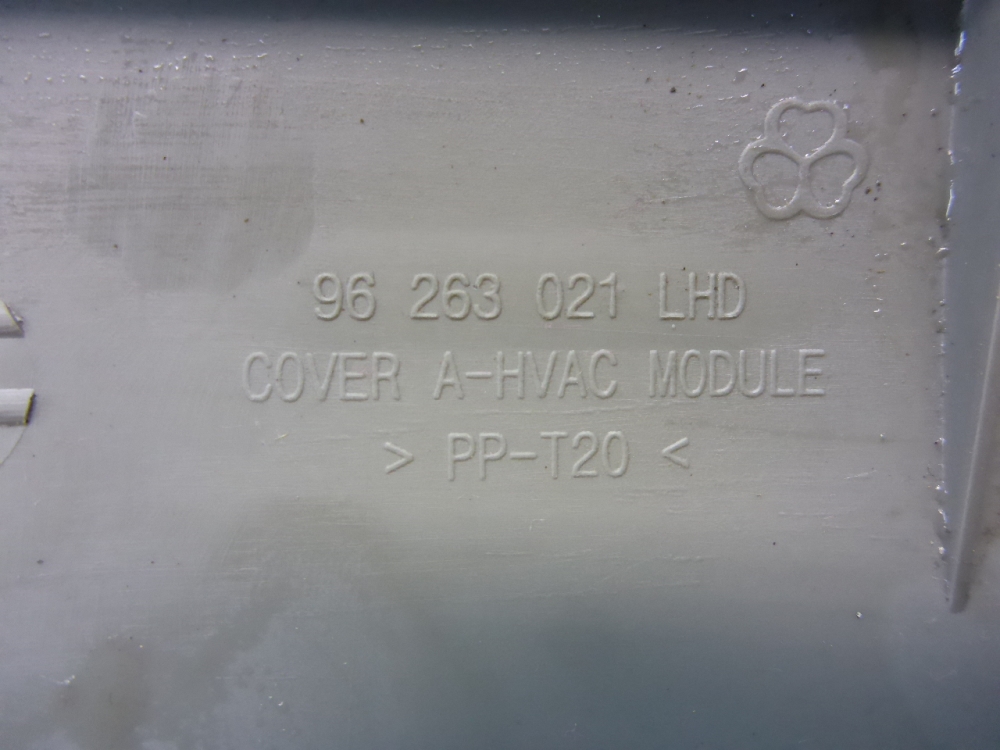 96 263 021 LHD
COVER A-HVAC MODULE
> PP-T20 <